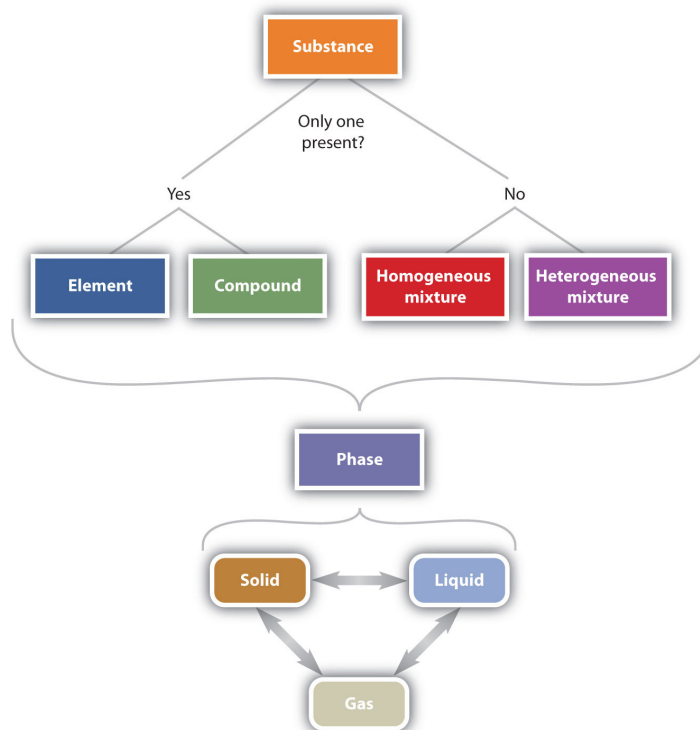 Substance
Only one
present?
Yes
No
Element
Compound
Homogeneous
mixture
Heterogeneous
mixture
Phase
Solid
Liquid
Gas